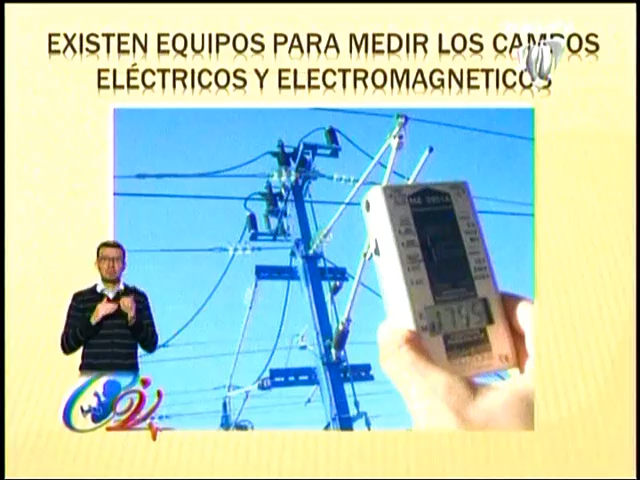 EXISTEN EQUIPOS PARA MEDIR LOS CAMPOS
ELÉCTRICOS Y ELECTROMAGNETICOS